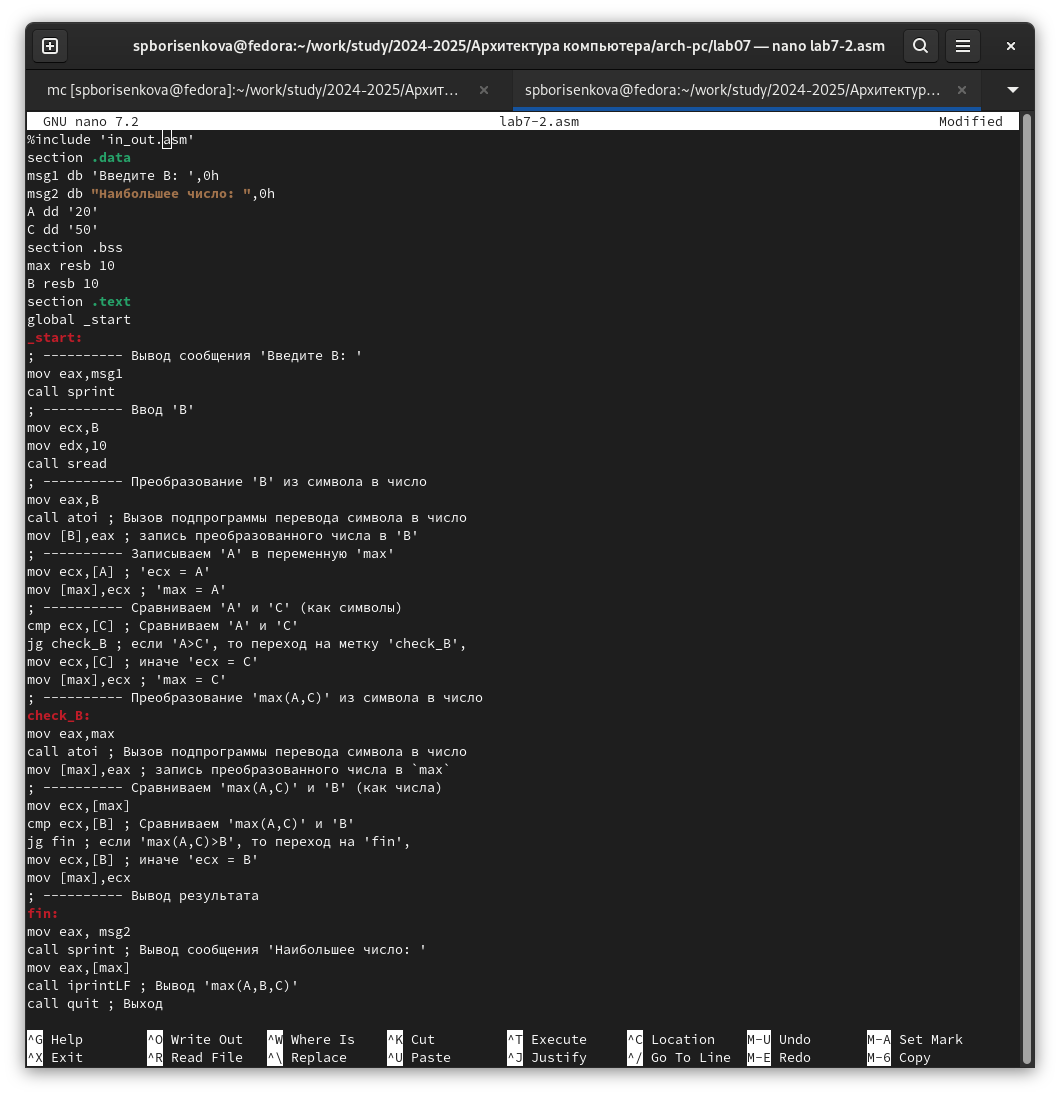 spborisenkova@fedora:~/work/study/2024-2025/Архитектура компьютера/arch-pc/lab07 — nano lab7-2.asm
mc [spborisenkova@fedora]:~/work/study/2024-2025/Архит… spborisenkova@fedora:~/work/study/2024-2025/Архитектур…
GNU nano 7.2 lab7-2.asm Modified
%include 'in_out.asm'
section .data
msg1 db 'Введите B: ',0h
msg2 db "Наибольшее число: ",0h
A dd '20'
C dd '50'
section .bss
max resb 10
B resb 10
section .text
global _start
_start:
; ---------- Вывод сообщения 'Введите B: '
mov eax,msg1
call sprint
; ---------- Ввод 'B'
mov ecx,B
mov edx,10
call sread
; ---------- Преобразование 'B' из символа в число
mov eax,B
call atoi ; Вызов подпрограммы перевода символа в число
mov [B],eax ; запись преобразованного числа в 'B'
; ---------- Записываем 'A' в переменную 'max'
mov ecx,[A] ; 'ecx = A'
mov [max],ecx ; 'max = A'
; ---------- Сравниваем 'A' и 'С' (как символы)
cmp ecx,[C] ; Сравниваем 'A' и 'С'
jg check_B ; если 'A>C', то переход на метку 'check_B',
mov ecx,[C] ; иначе 'ecx = C'
mov [max],ecx ; 'max = C'
; ---------- Преобразование 'max(A,C)' из символа в число
check_B:
mov eax,max
call atoi ; Вызов подпрограммы перевода символа в число
mov [max],eax ; запись преобразованного числа в `max`
; ---------- Сравниваем 'max(A,C)' и 'B' (как числа)
mov ecx,[max]
cmp ecx,[B] ; Сравниваем 'max(A,C)' и 'B'
jg fin ; если 'max(A,C)>B', то переход на 'fin',
mov ecx,[B] ; иначе 'ecx = B'
mov [max],ecx
; ---------- Вывод результата
fin:
mov eax, msg2
call sprint ; Вывод сообщения 'Наибольшее число: '
mov eax,[max]
call iprintLF ; Вывод 'max(A,B,C)'
call quit ; Выход
^G Help ^O Write Out ^W Where Is ^K Cut ^T Execute ^C Location M-U Undo M-A Set Mark
^X Exit ^R Read File ^\ Replace ^U Paste ^J Justify ^/ Go To Line M-E Redo M-6 Copy